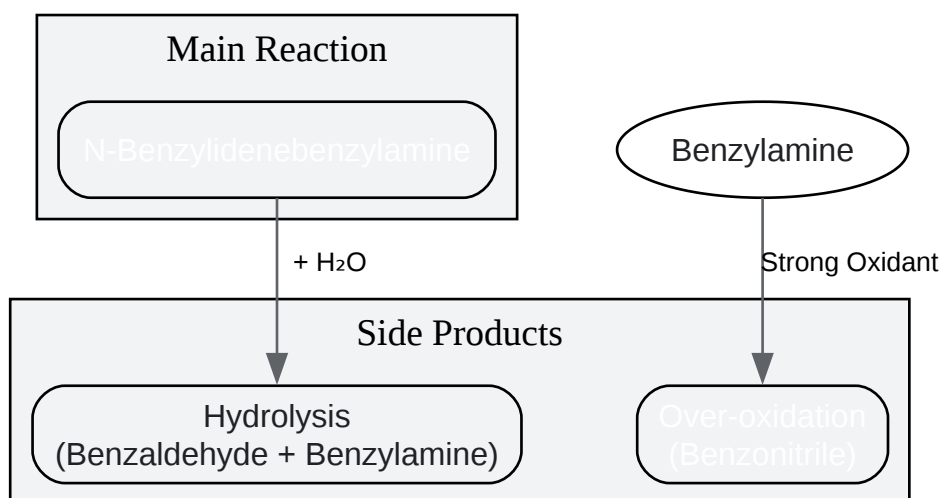 Main Reaction
N-Benzylidenebenzylamine
Benzylamine
+ H₂O
Strong Oxidant
Side Products
Hydrolysis
(Benzaldehyde + Benzylamine)
Over-oxidation
(Benzonitrile)